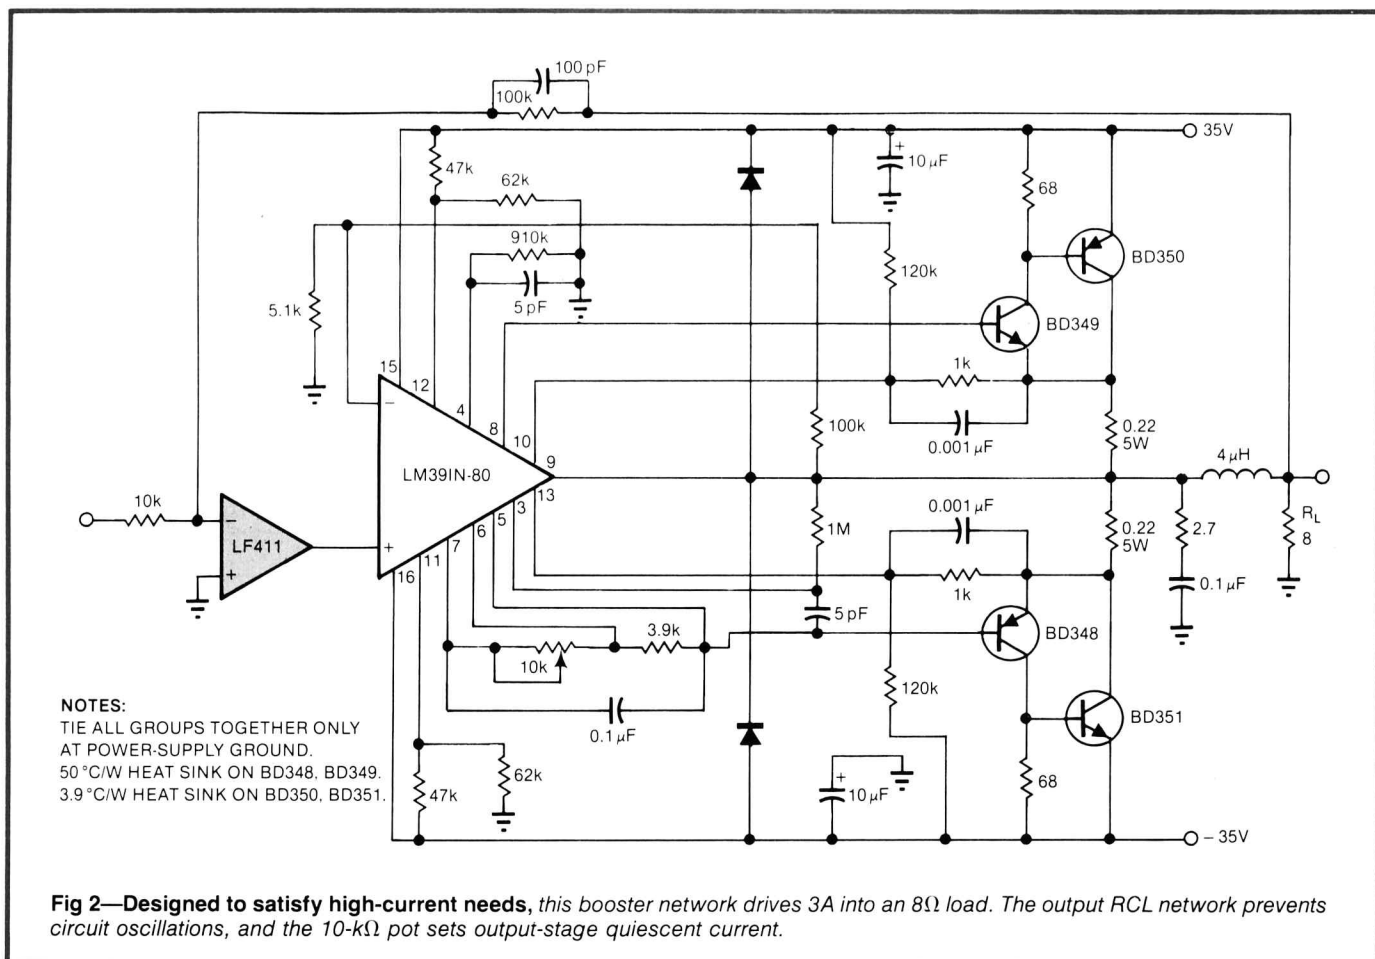 100 pF
100k
35V
47k
62k
+
10 µF
68
910k
BD350
120k
5 pF
5.1k
BD349
15
12
1k
4
–
8
100k
0.001 µF
0.22
5W
10
9
4 µH
LM39IN-80
13
10k
3
0.001 µF
5
1M
RL
8
–
6
0.22
5W
2.7
LF411
+
7
+
11
16
1k
0.1 µF
5 pF
3.9k
BD348
10k
120k
NOTES:
TIE ALL GROUPS TOGETHER ONLY
AT POWER-SUPPLY GROUND.
50°C/W HEAT SINK ON BD348, BD349.
3.9°C/W HEAT SINK ON BD350, BD351.
0.1 µF
BD351
62k
47k
+
10 µF
68
– 35V
Fig 2—Designed to satisfy high-current needs, this booster network drives 3A into an 8Ω load. The output RCL network prevents
circuit oscillations, and the 10-kΩ pot sets output-stage quiescent current.